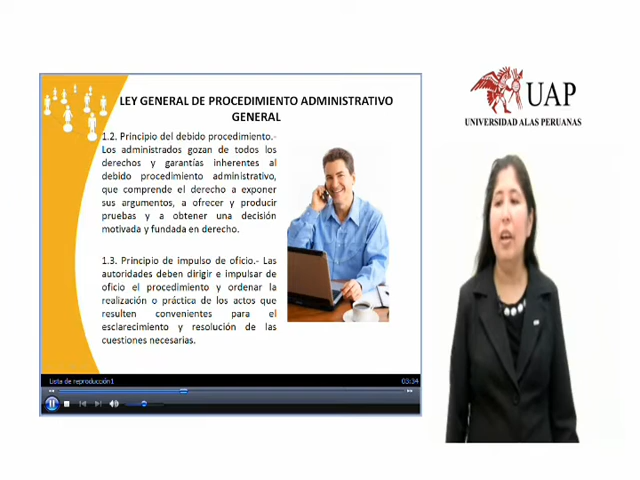 LEY GENERAL DE PROCEDIMIENTO ADMINISTRATIVO
GENERAL
1.2. Principio del debido procedimiento.-
Los administrados gozan de todos los
derechos y garantías inherentes al
debido procedimiento administrativo,
que comprende el derecho a exponer
sus argumentos, a ofrecer y producir
pruebas y a obtener una decisión
motivada y fundada en derecho.
1.3. Principio de impulso de oficio.- Las
autoridades deben dirigir e impulsar de
oficio el procedimiento y ordenar la
realización o práctica de los actos que
resulten convenientes para el
esclarecimiento y resolución de las
cuestiones necesarias.
Lista de reproducción1
03:34
UAP
UNIVERSIDAD ALAS PERUANAS